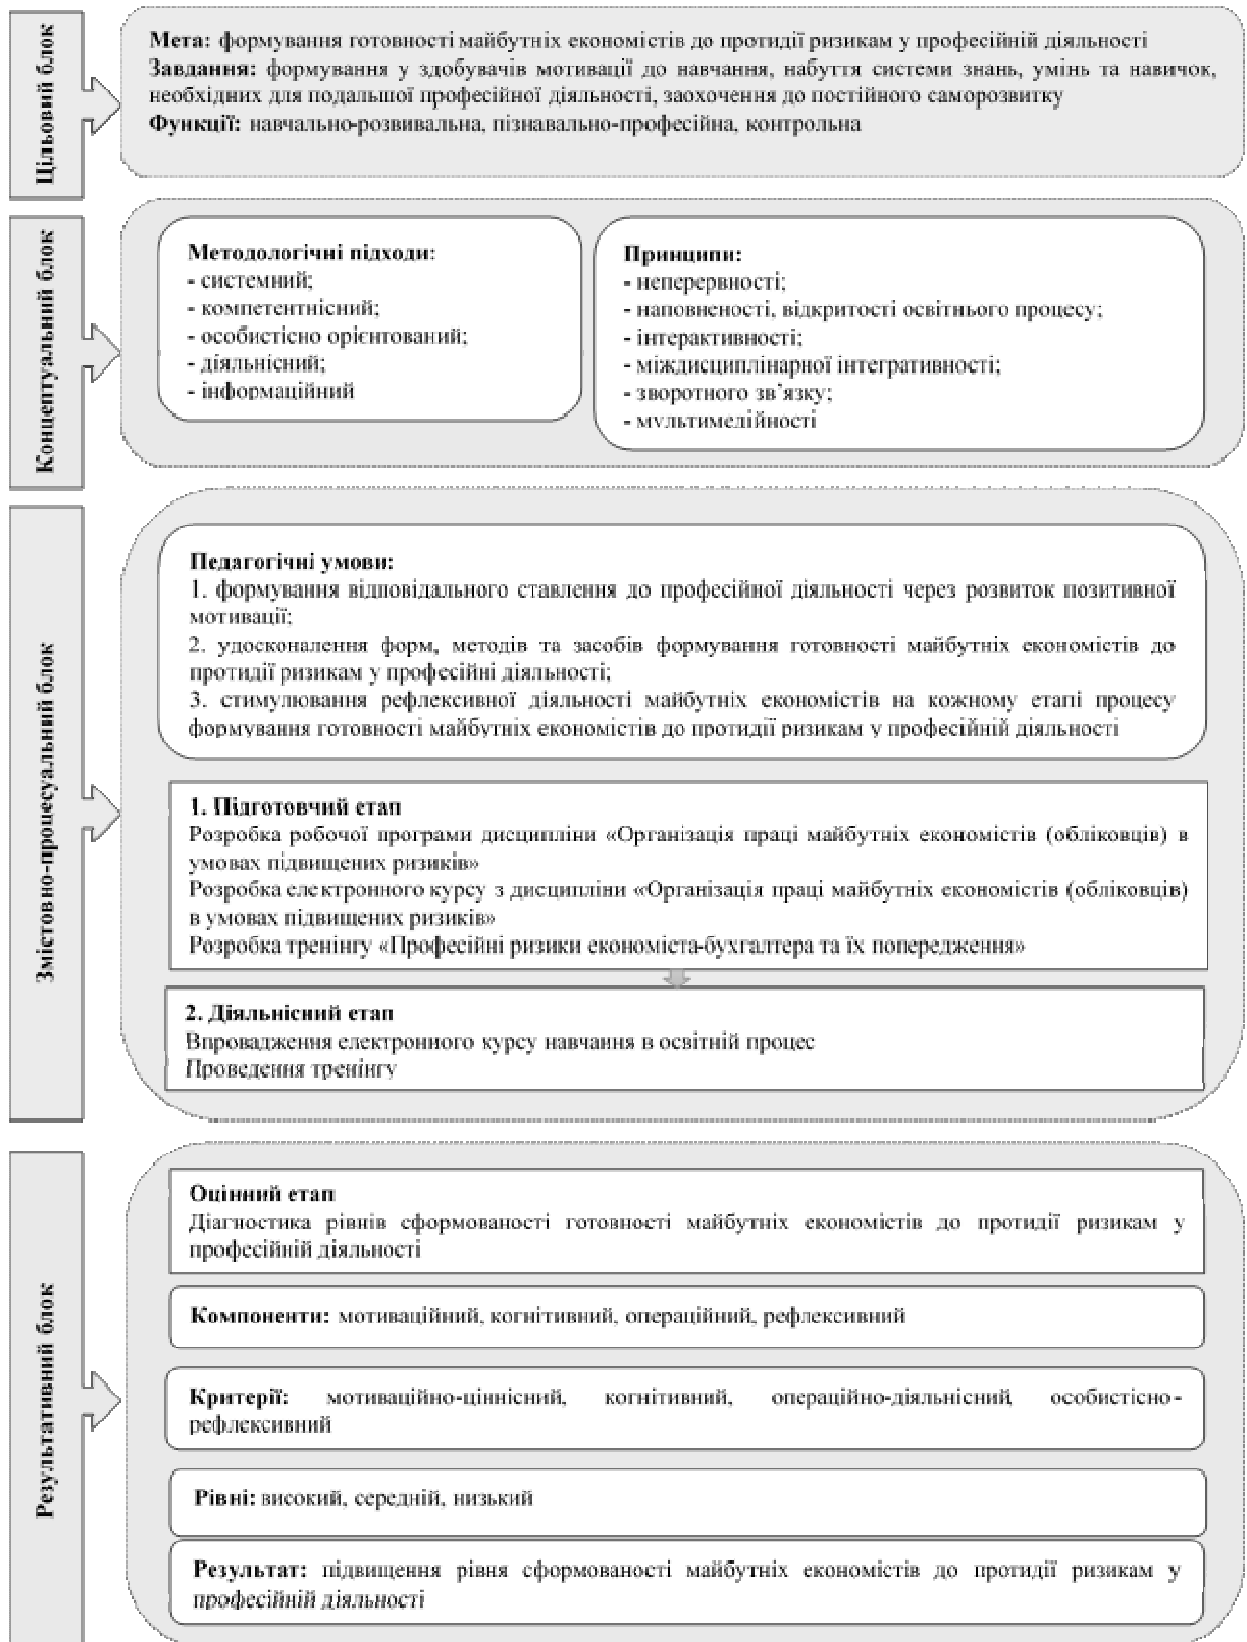 Цільовий блок
Мета: формування готовності майбутніх економістів до протидії ризикам у професійній діяльності
Завдання: формування у здобувачів мотивації до навчання, набуття системи знань, умінь та навичок,
необхідних для подальшої професійної діяльності, заохочення до постійного саморозвитку
Функції: навчально-розвивальна, пізнавально-професійна, контрольна
Концептуальний блок
Методологічні підходи:
- системний;
- компетентнісний;
- особистісно орієнтований;
- діяльнісний;
- інформаційний
Принципи:
- неперервності;
- наповненості, відкритості освітнього процесу;
- інтерактивності;
- міждисциплінарної інтегративності;
- зворотного зв’язку;
- мультимедійності
Змістовно-процесуальний блок
Педагогічні умови:
1. формування відповідального ставлення до професійної діяльності через розвиток позитивної
мотивації;
2. удосконалення форм, методів та засобів формування готовності майбутніх економістів до
протидії ризикам у професійні діяльності;
3. стимулювання рефлексивної діяльності майбутніх економістів на кожному етапі процесу
формування готовності майбутніх економістів до протидії ризикам у професійній діяльності
1. Підготовчий етап
Розробка робочої програми дисципліни «Організація праці майбутніх економістів (обліковців) в
умовах підвищених ризиків»
Розробка електронного курсу з дисципліни «Організація праці майбутніх економістів (обліковців)
в умовах підвищених ризиків»
Розробка тренінгу «Професійні ризики економіста-бухгалтера та їх попередження»
2. Діяльнісний етап
Впровадження електронного курсу навчання в освітній процес
Проведення тренінгу
Результативний блок
Оцінний етап
Діагностика рівнів сформованості готовності майбутніх економістів до протидії ризикам у
професійній діяльності
Компоненти: мотиваційний, когнітивний, операційний, рефлексивний
Критерії: мотиваційно-ціннісний, когнітивний, операційно-діяльнісний, особистісно-
рефлексивний
Рівні: високий, середній, низький
Результат: підвищення рівня сформованості майбутніх економістів до протидії ризикам у
професійній діяльності